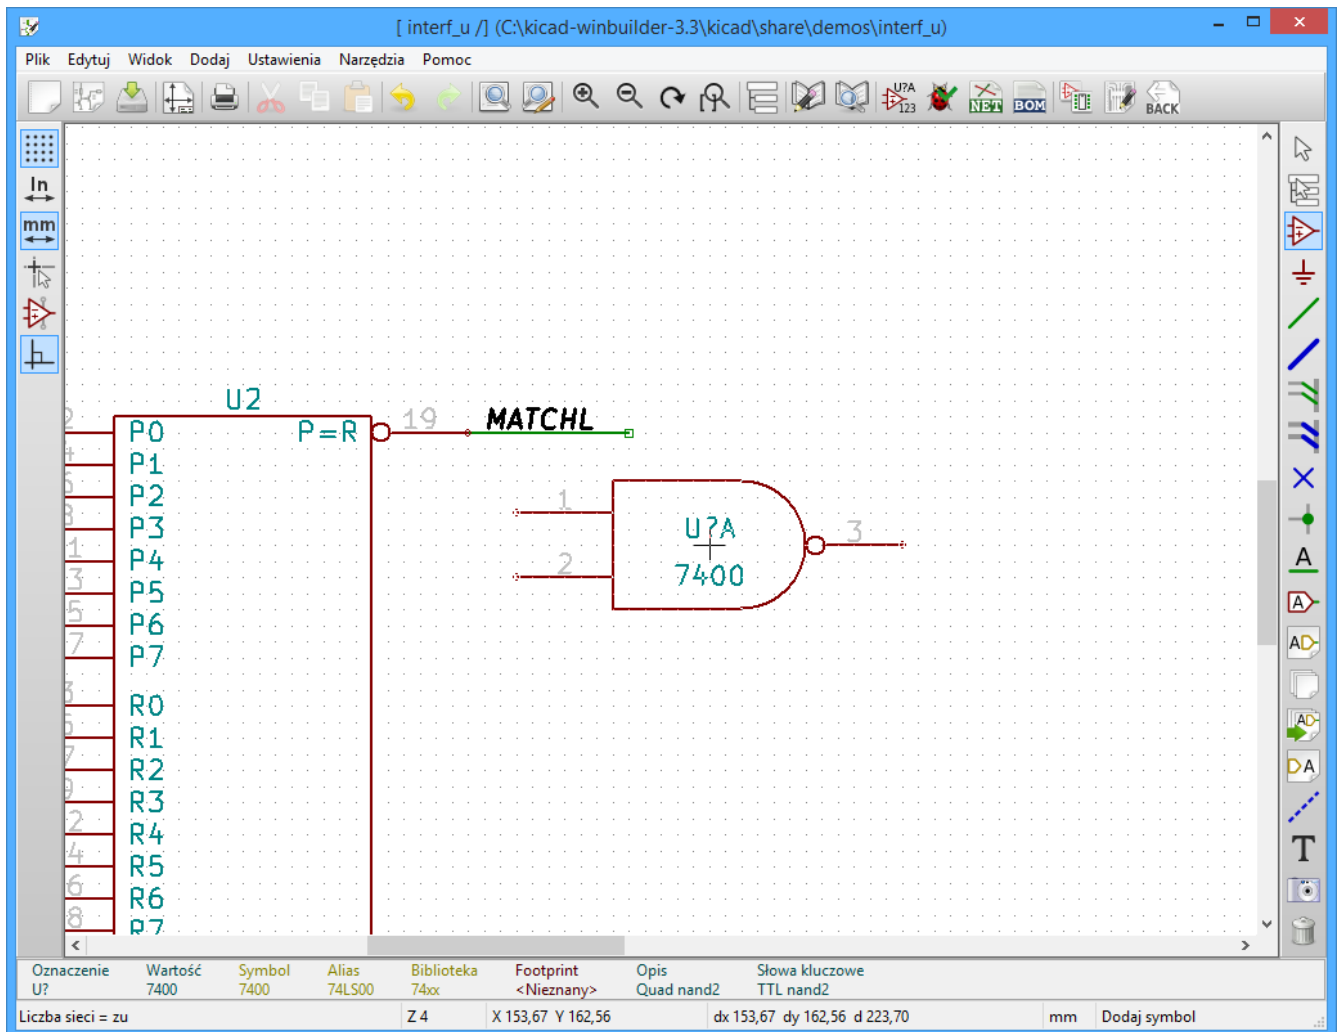 [ interf_u /] (C:\kicad-winbuilder-3.3\kicad\share\demos\interf_u)
Plik Edytuj Widok Dodaj Ustawienia Narzędzia Pomoc
U?A
123
NET
BOM
BACK
In
mm
U2
19
MATCHL
P0
P=R
P1
P2
P3
P4
P5
P6
P7
R0
R1
R2
R3
R4
R5
R6
R7
1
2
3
U?A
7400
A
A
AD
AD
DA
T
Oznaczenie Wartość Symbol Alias Biblioteka Footprint Opis Słowa kluczowe
U? 7400 7400 74LS00 74xx <Nieznany> Quad nand2 TTL nand2
Liczba sieci = zu Z 4 X 153,67 Y 162,56 dx 153,67 dy 162,56 d 223,70 mm Dodaj symbol